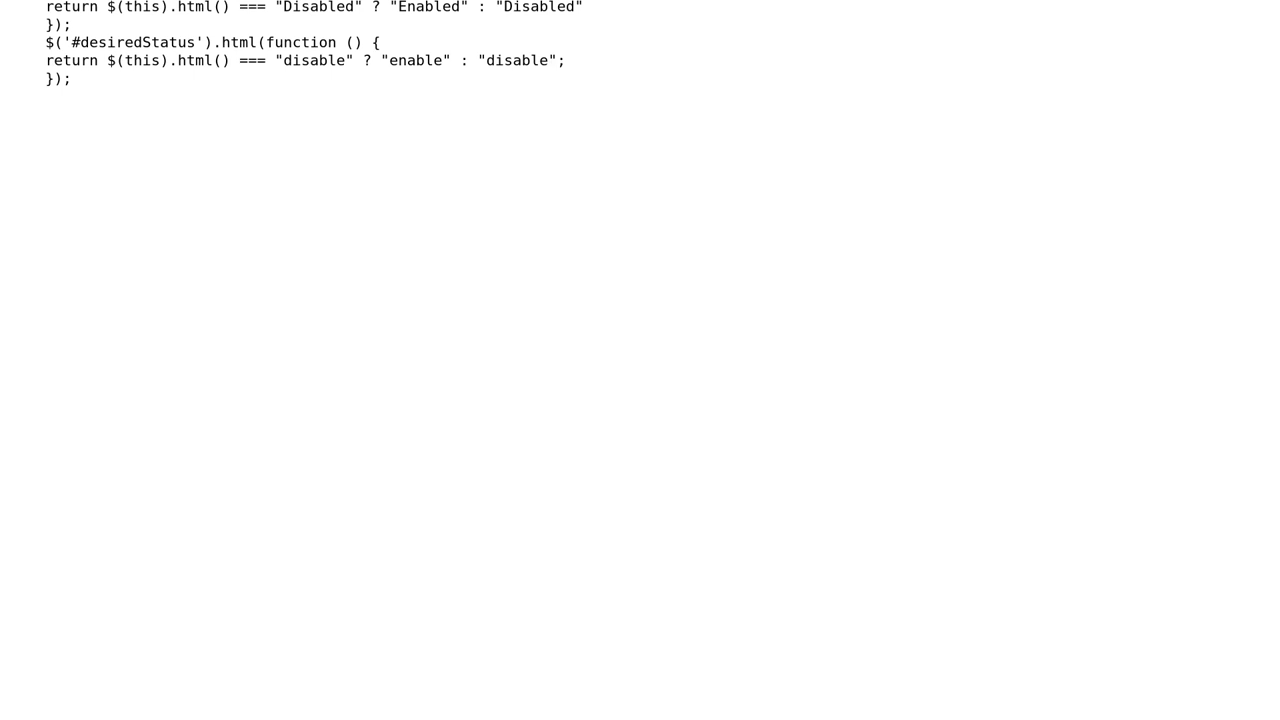 return $(this).html() === "Disabled" ? "Enabled" : "Disabled"
});
$('#desiredStatus').html(function () {
return $(this).html() === "disable" ? "enable" : "disable";
});